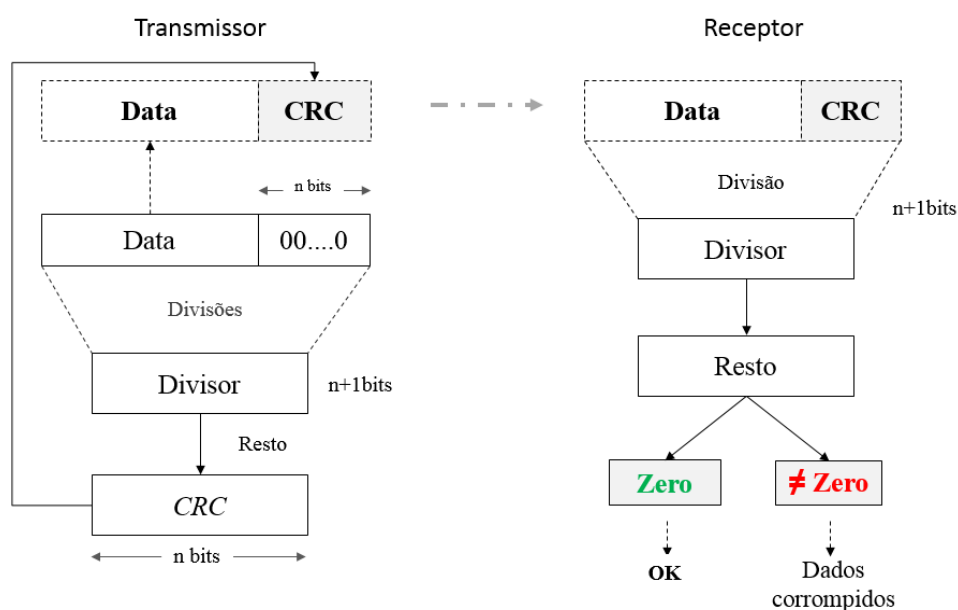 Transmissor
Data
CRC
n bits
Data
00....0
Divisões
Divisor
n+1bits
Resto
CRC
n bits
Receptor
Data
CRC
Divisão
n+1bits
Divisor
Resto
Zero
≠ Zero
OK
Dados
corrompidos